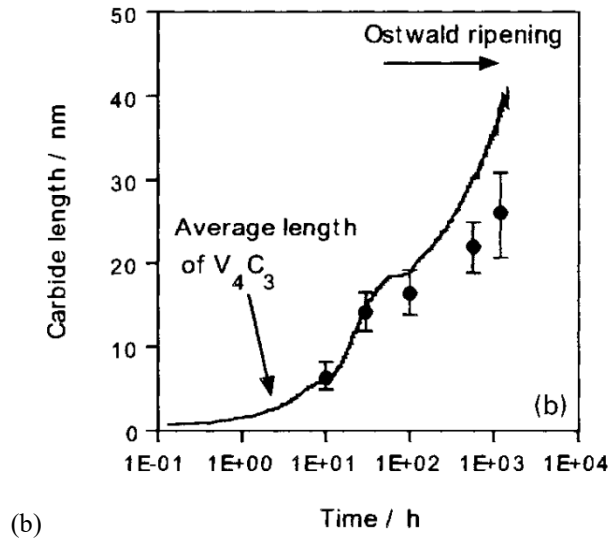 50
Ostwald ripening
40
30
Average length
of V₄C₃
20
10
(b)
0
1E-01 1E+00 1E+01 1E+02 1E+03 1E+04
Carbide length / nm
Time / h
(b)